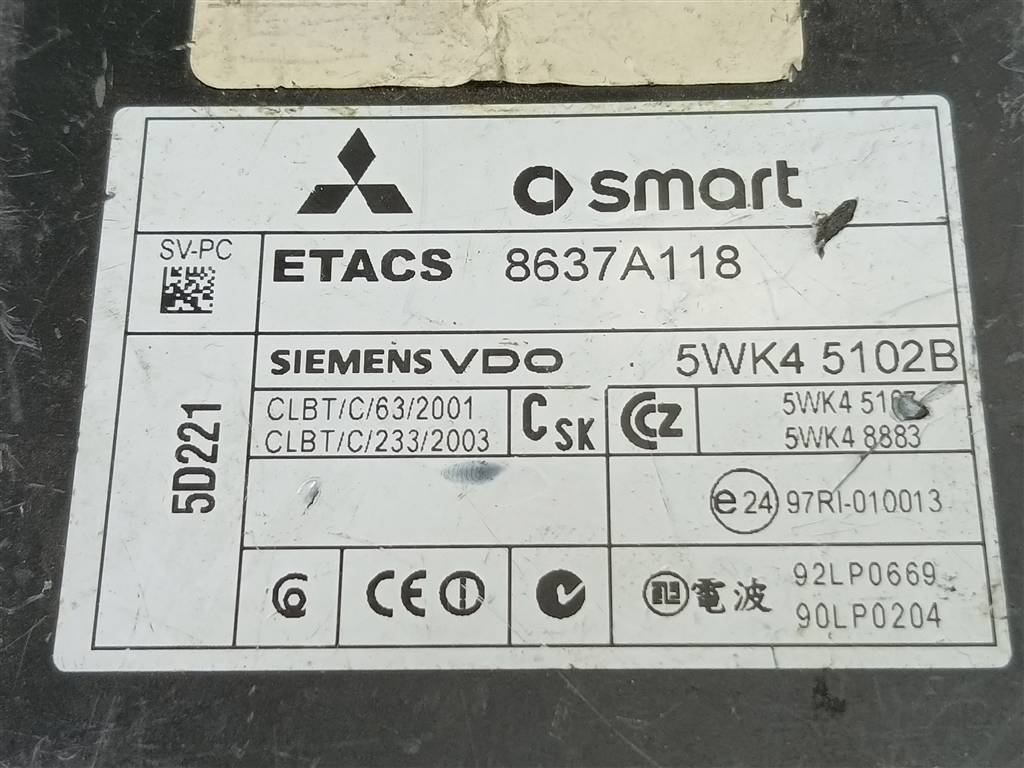 smart
SV-PC
ETACS 8637A118
SIEMENS VDO 5WK4 5102B
5D221
CLBT/C/63/2001
CLBT/C/233/2003
CSK
CCZ
5WK4
5WK4 8883
e24 97RI-010013
CE
電波
92LP0669
90LP0204